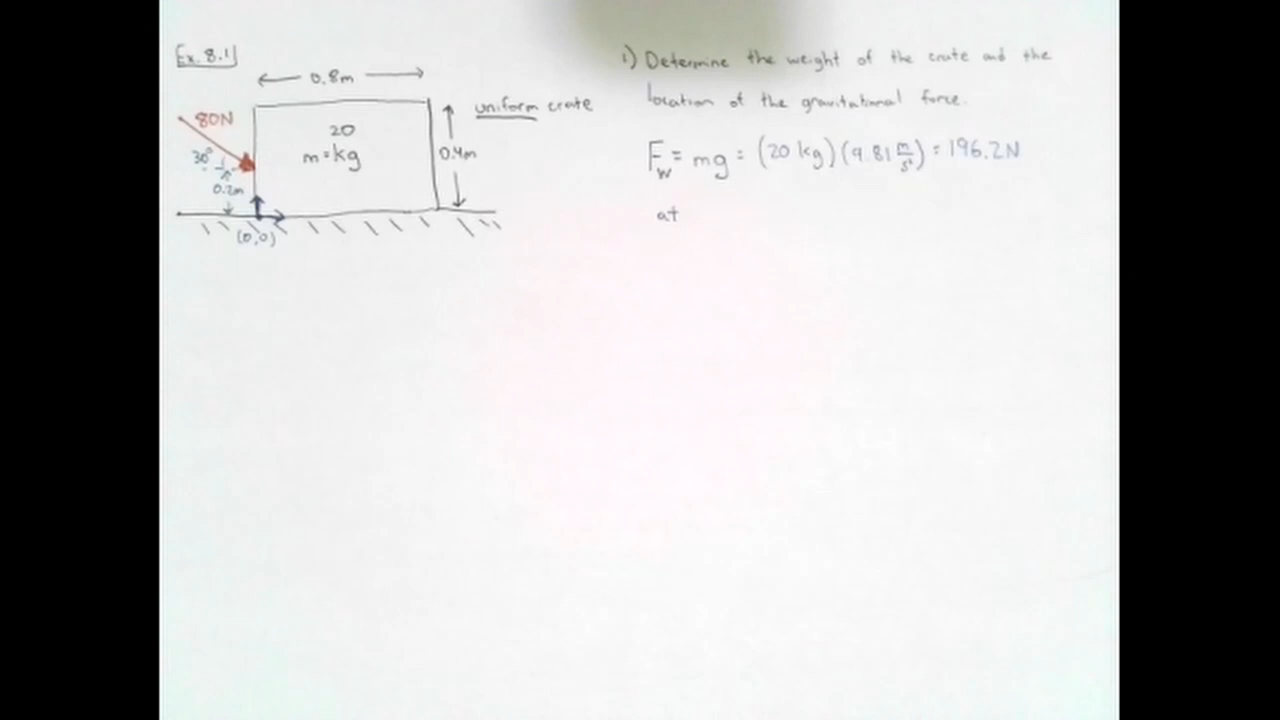 Ex. 8.1
0.8m
80N
30°
0.2m
20
m = kg
0.4m
(0,0)
uniform crate
1) Determine the weight of the crate and the
location of the gravitational force.
F_w = mg = (20 kg)(9.81 m/s²) = 196.2N
at